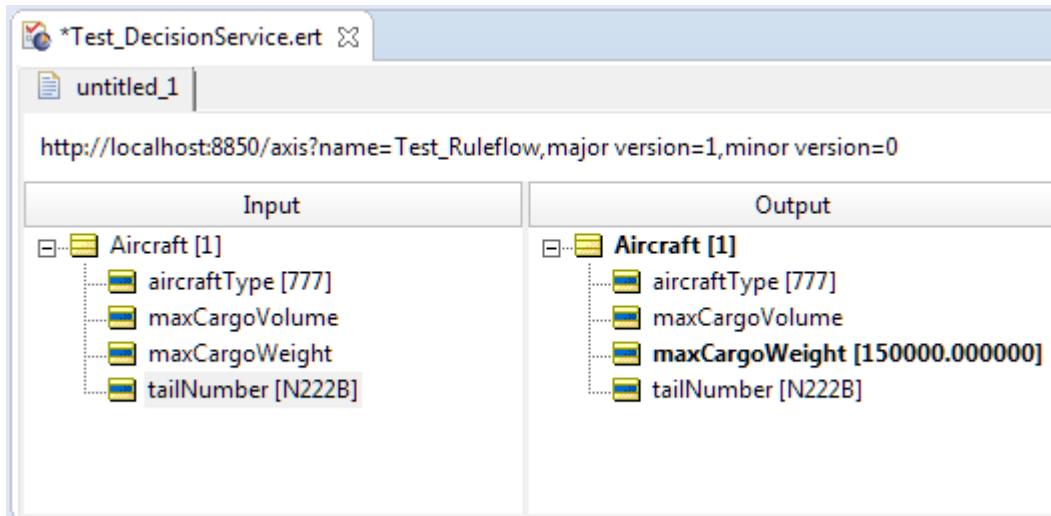 *Test_DecisionService.ert
untitled_1
http://localhost:8850/axis?name=Test_Ruleflow,major version=1,minor version=0
Input Output
Aircraft [1] Aircraft [1]
aircraftType [777] aircraftType [777]
maxCargoVolume maxCargoVolume
maxCargoWeight maxCargoWeight [150000.000000]
tailNumber [N222B] tailNumber [N222B]